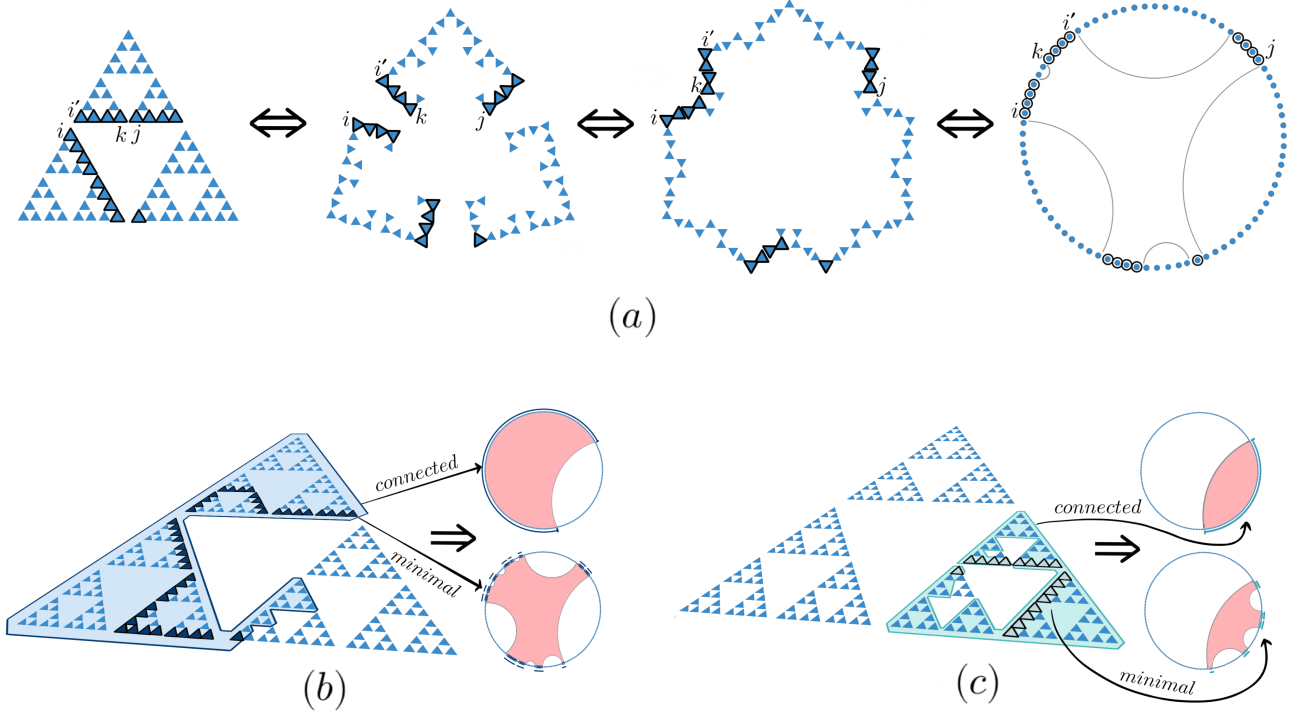 i' i k j
i' i k j
i' k i j
i' k i j
(a)
connected
minimal
(b)
connected
minimal
(c)